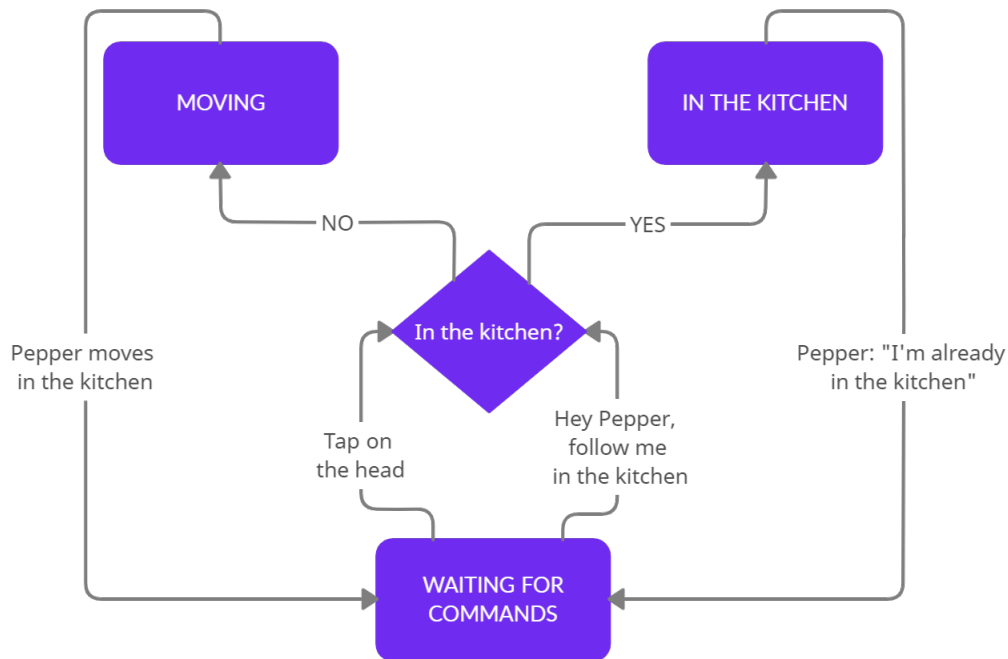 MOVING
IN THE KITCHEN
NO
YES
In the kitchen?
Pepper moves
in the kitchen
Pepper: "I'm already
in the kitchen"
Tap on
the head
Hey Pepper,
follow me
in the kitchen
WAITING FOR
COMMANDS